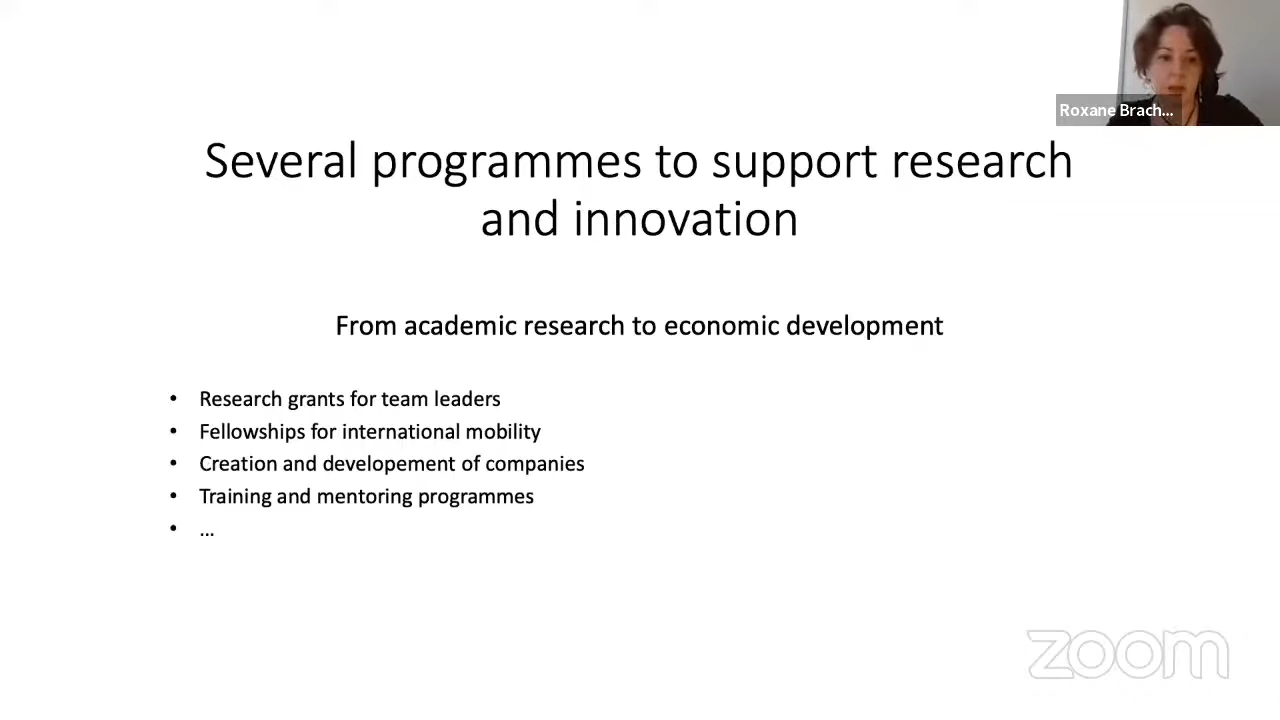 Roxane Brach...
Several programmes to support research
and innovation
From academic research to economic development
• Research grants for team leaders
• Fellowships for international mobility
• Creation and developement of companies
• Training and mentoring programmes
• ...
zoom